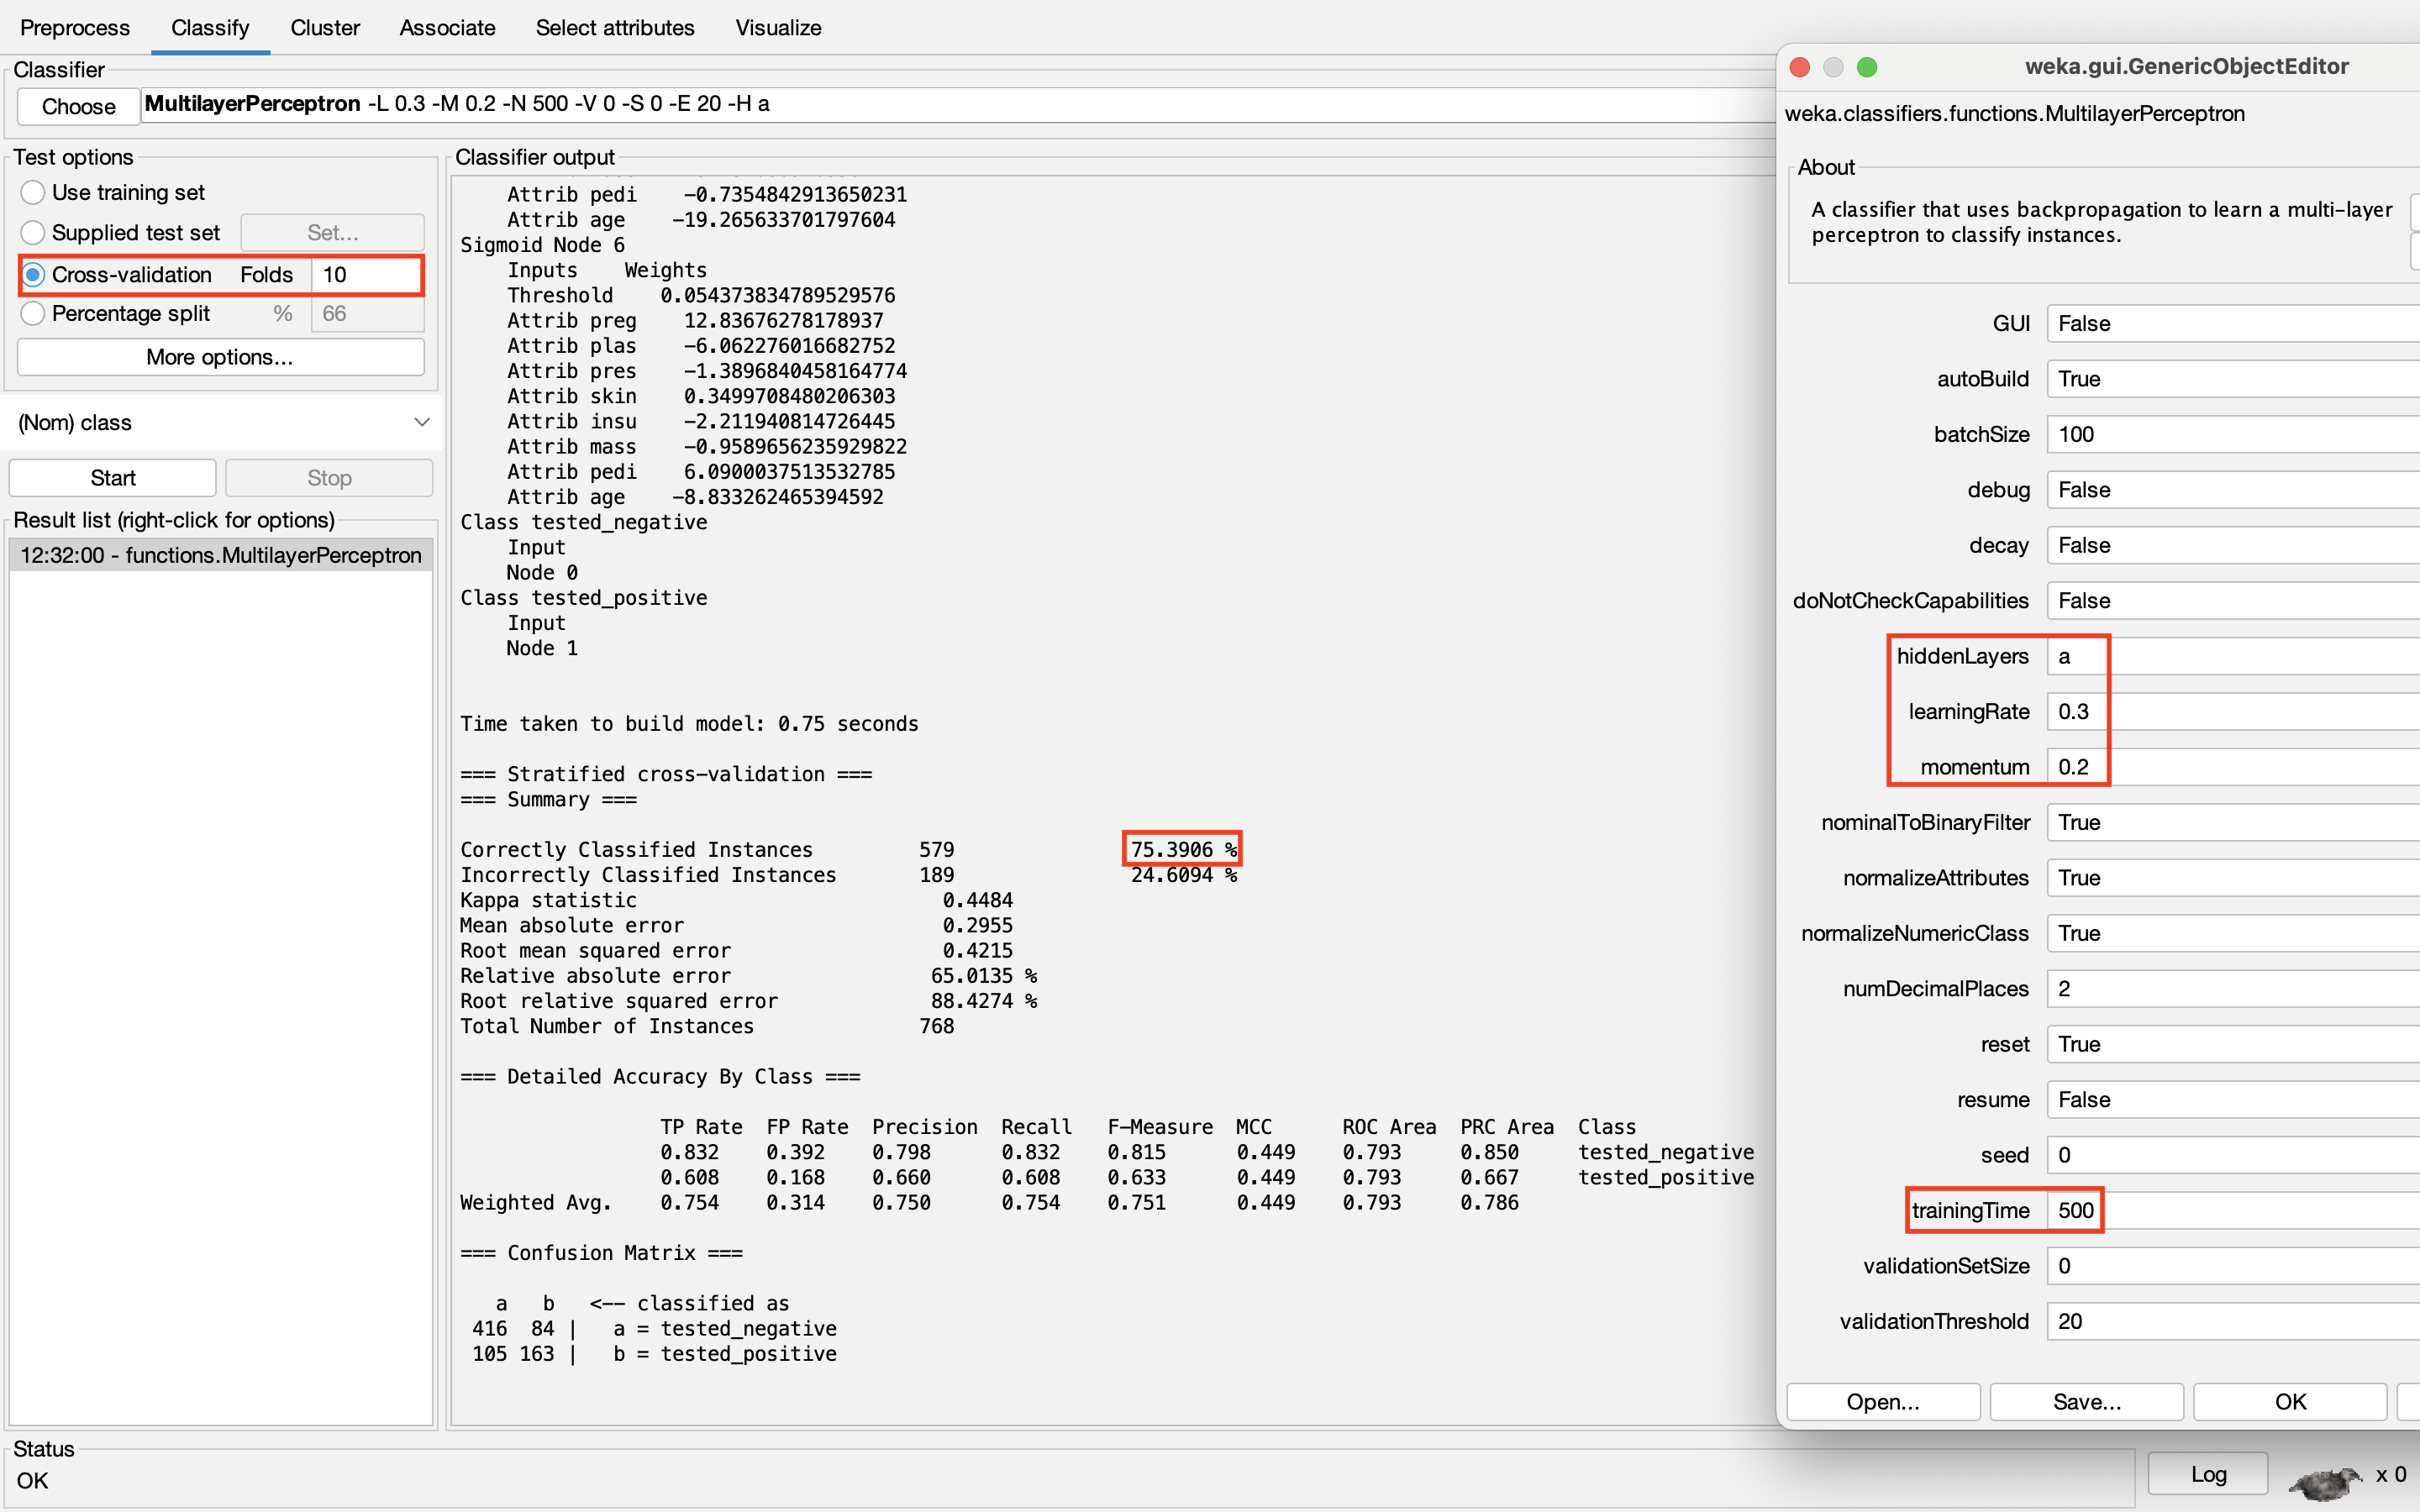 Preprocess Classify Cluster Associate Select attributes Visualize
Classifier
Choose MultilayerPerceptron -L 0.3 -M 0.2 -N 500 -V 0 -S 0 -E 20 -H a
Test options
Use training set
Supplied test set Set...
Cross-validation Folds 10
Percentage split % 66
More options...
(Nom) class
Start Stop
Result list (right-click for options)
12:32:00 - functions.MultilayerPerceptron
Classifier output
Attrib pedi −0.7354842913650231
Attrib age −19.265633701797604
Sigmoid Node 6
Inputs Weights
Threshold 0.054373834789529576
Attrib preg 12.83676278178937
Attrib plas −6.062276016682752
Attrib pres −1.3896840458164774
Attrib skin 0.3499708480206303
Attrib insu −2.211940814726445
Attrib mass −0.9589656235929822
Attrib pedi 6.0900037513532785
Attrib age −8.833262465394592
Class tested_negative
Input
Node 0
Class tested_positive
Input
Node 1
Time taken to build model: 0.75 seconds
=== Stratified cross−validation ===
=== Summary ===
Correctly Classified Instances 579 75.3906 %
Incorrectly Classified Instances 189 24.6094 %
Kappa statistic 0.4484
Mean absolute error 0.2955
Root mean squared error 0.4215
Relative absolute error 65.0135 %
Root relative squared error 88.4274 %
Total Number of Instances 768
=== Detailed Accuracy By Class ===
TP Rate FP Rate Precision Recall F−Measure MCC ROC Area PRC Area Class
0.832 0.392 0.798 0.832 0.815 0.449 0.793 0.850 tested_negative
0.608 0.168 0.660 0.608 0.633 0.449 0.793 0.667 tested_positive
Weighted Avg. 0.754 0.314 0.750 0.754 0.751 0.449 0.793 0.786
=== Confusion Matrix ===
a b <−− classified as
416 84 | a = tested_negative
105 163 | b = tested_positive
weka.gui.GenericObjectEditor
weka.classifiers.functions.MultilayerPerceptron
About
A classifier that uses backpropagation to learn a multi−layer
perceptron to classify instances.
GUI False
autoBuild True
batchSize 100
debug False
decay False
doNotCheckCapabilities False
hiddenLayers a
learningRate 0.3
momentum 0.2
nominalToBinaryFilter True
normalizeAttributes True
normalizeNumericClass True
numDecimalPlaces 2
reset True
resume False
seed 0
trainingTime 500
validationSetSize 0
validationThreshold 20
Open... Save... OK
Status
OK
Log x 0